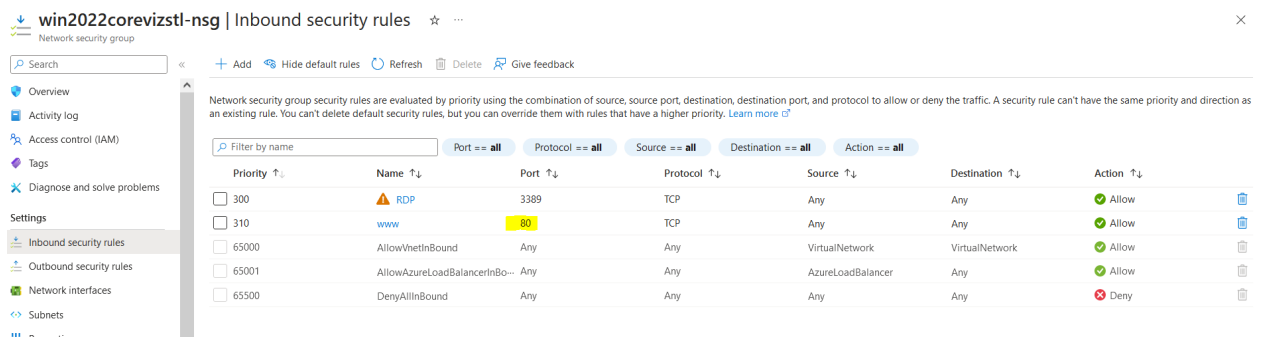 win2022corevizstl-nsg | Inbound security rules
Network security group
Search
Overview
Activity log
Access control (IAM)
Tags
Diagnose and solve problems
Settings
Inbound security rules
Outbound security rules
Network interfaces
Subnets
Add Hide default rules Refresh Delete Give feedback
Network security group security rules are evaluated by priority using the combination of source, source port, destination, destination port, and protocol to allow or deny the traffic. A security rule can't have the same priority and direction as
an existing rule. You can't delete default security rules, but you can override them with rules that have a higher priority. Learn more
Filter by name Port == all Protocol == all Source == all Destination == all Action == all
Priority Name Port Protocol Source Destination Action
300 RDP 3389 TCP Any Any Allow
310 www 80 TCP Any Any Allow
65000 AllowVnetInBound Any Any VirtualNetwork VirtualNetwork Allow
65001 AllowAzureLoadBalancerInBo... Any Any AzureLoadBalancer Any Allow
65500 DenyAllInBound Any Any Any Any Deny